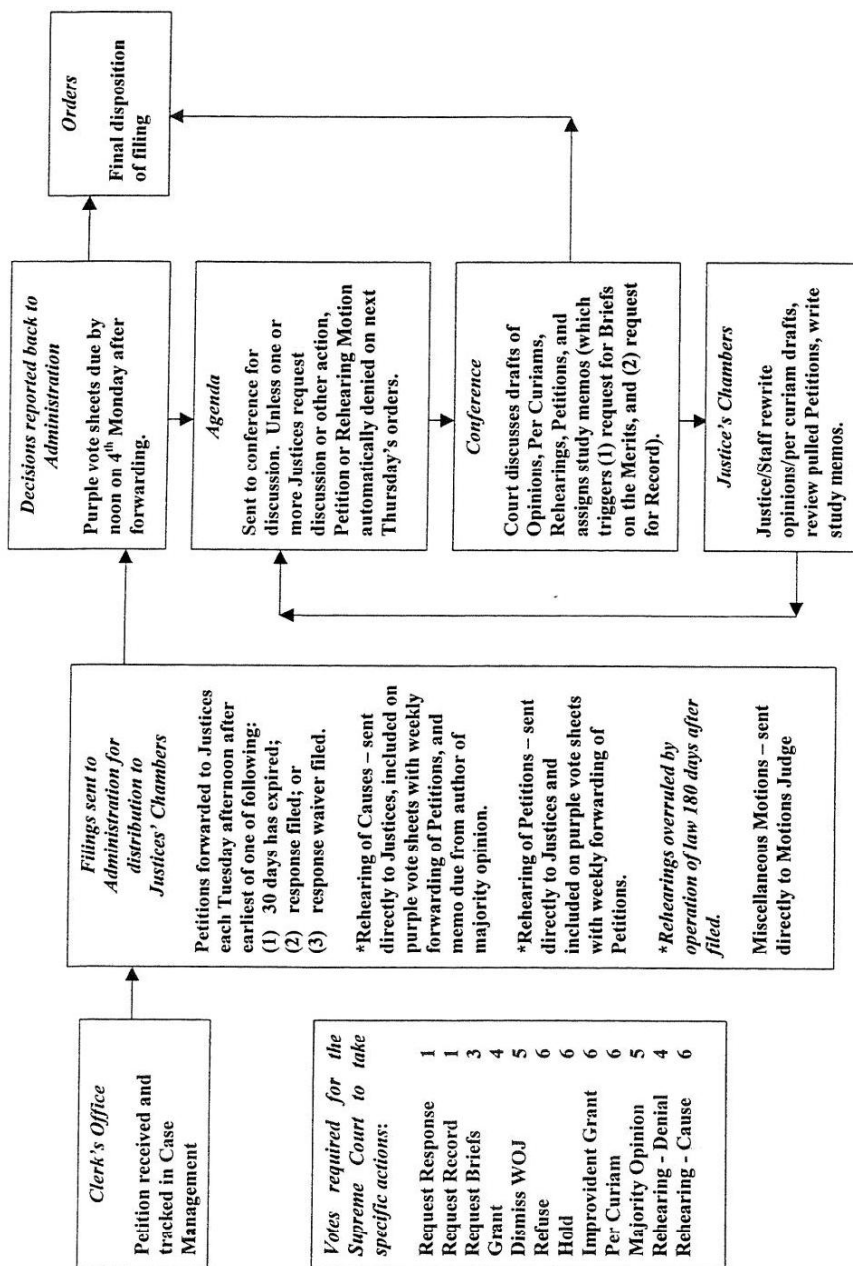 Clerk's Office
Petition received and
tracked in Case
Management
Votes required for the
Supreme Court to take
specific actions:
Request Response 1
Request Record 1
Request Briefs 3
Grant 4
Dismiss WOJ 5
Refuse 6
Hold 6
Improvident Grant 6
Per Curiam 6
Majority Opinion 5
Rehearing - Denial 4
Rehearing - Cause 6
Filings sent to
Administration for
distribution to
Justices' Chambers
Petitions forwarded to Justices
each Tuesday afternoon after
earliest of one of following:
(1) 30 days has expired;
(2) response filed; or
(3) response waiver filed.
*Rehearing of Causes – sent
directly to Justices, included on
purple vote sheets with weekly
forwarding of Petitions, and
memo due from author of
majority opinion.
*Rehearing of Petitions – sent
directly to Justices and
included on purple vote sheets
with weekly forwarding of
Petitions.
*Rehearings overruled by
operation of law 180 days after
filed.
Miscellaneous Motions – sent
directly to Motions Judge
Decisions reported back to
Administration
Purple vote sheets due by
noon on 4th Monday after
forwarding.
Agenda
Sent to conference for
discussion. Unless one or
more Justices request
discussion or other action,
Petition or Rehearing Motion
automatically denied on next
Thursday's orders.
Conference
Court discusses drafts of
Opinions, Per Curiams,
Rehearings, Petitions, and
assigns study memos (which
triggers (1) request for Briefs
on the Merits, and (2) request
for Record).
Justice's Chambers
Justice/Staff rewrite
opinions/per curiam drafts,
review pulled Petitions, write
study memos.
Orders
Final disposition
of filing